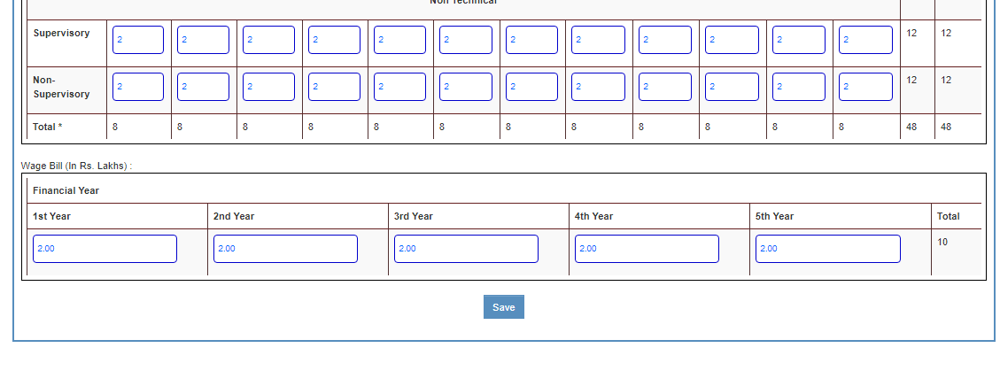 Non Technical
Supervisory 2 2 2 2 2 2 2 2 2 2 2 2 12 12
Non-
Supervisory 2 2 2 2 2 2 2 2 2 2 2 2 12 12
Total * 8 8 8 8 8 8 8 8 8 8 8 8 48 48
Wage Bill (In Rs. Lakhs) :
Financial Year
1st Year 2nd Year 3rd Year 4th Year 5th Year Total
2.00 2.00 2.00 2.00 2.00 10
Save